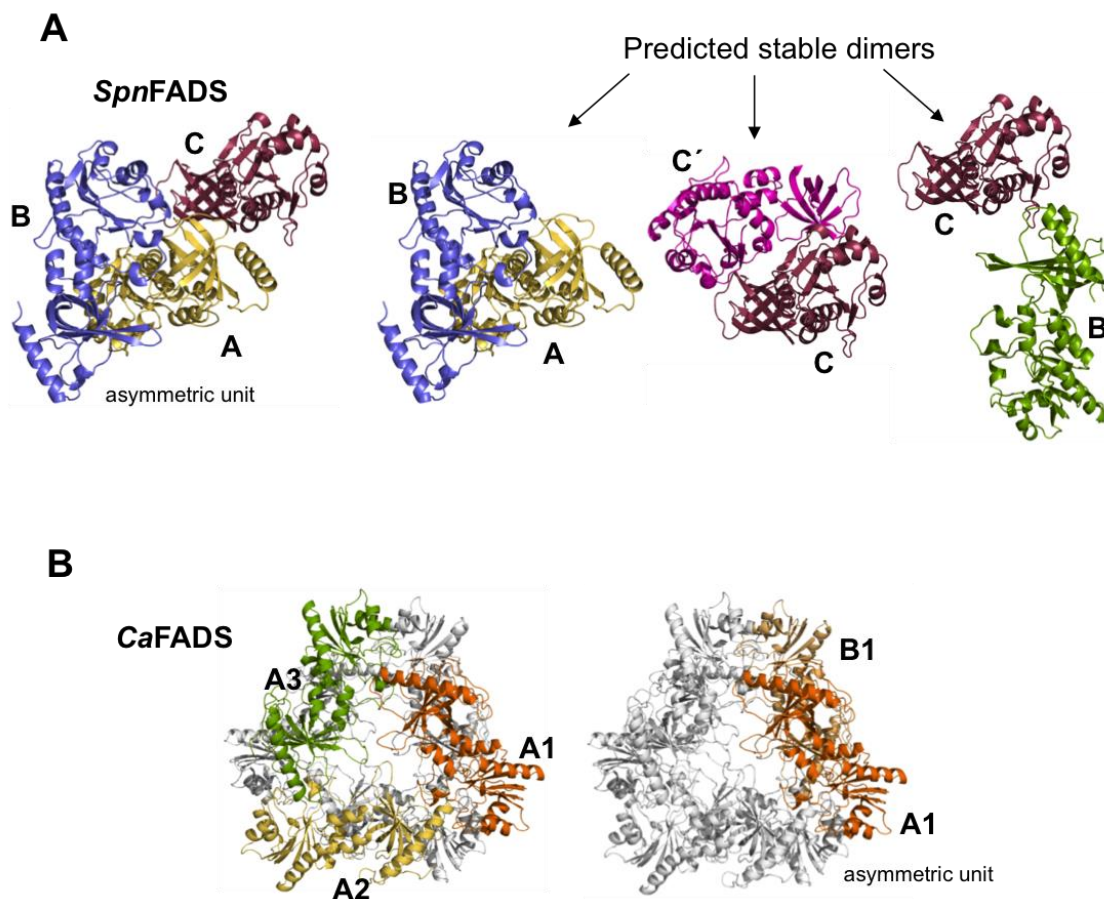 A
Predicted stable dimers
SpnFADS
C
B
A
asymmetric unit
B
A
C´
C
C
B
B
CaFADS
A3
A1
A2
B1
A1
asymmetric unit